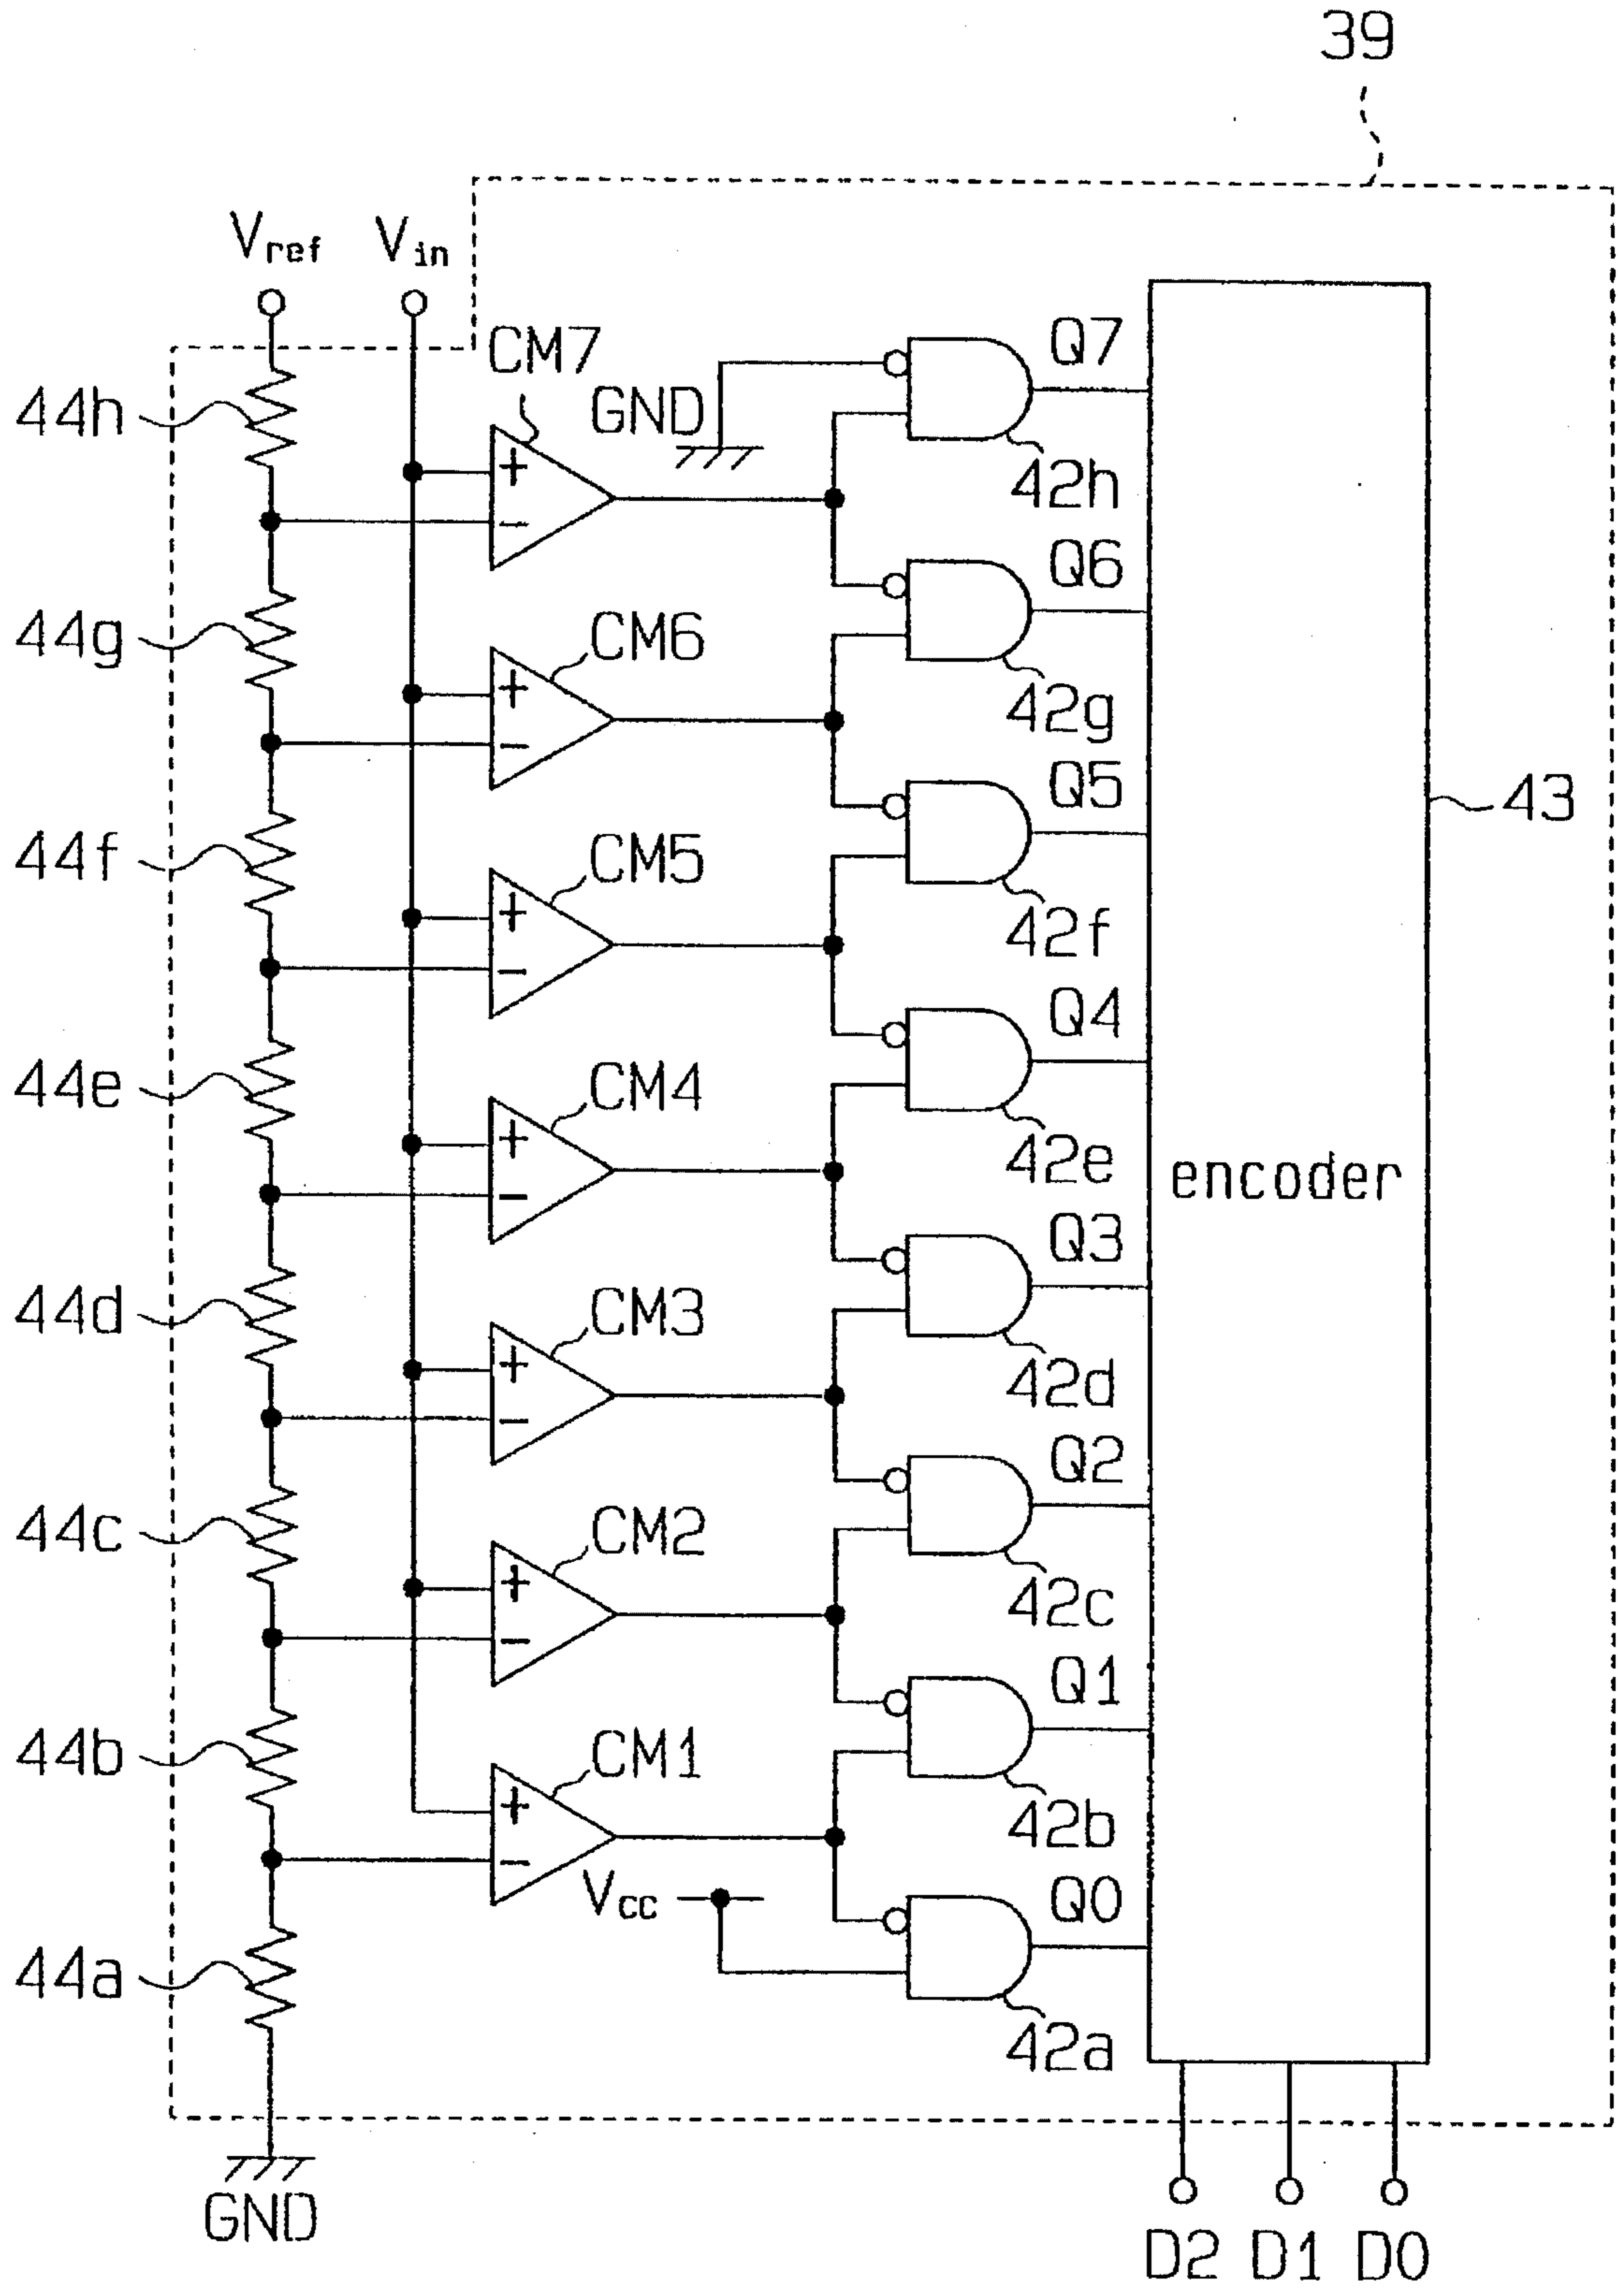 39
Vref Vin
CM7
Q7
44h
GND
+
−
42h
Q6
CM6
44g
+
−
42g
Q5
43
CM5
44f
+
−
42f
Q4
CM4
44e
+
−
42e
encoder
Q3
CM3
44d
+
−
42d
Q2
CM2
44c
+
−
42c
Q1
CM1
44b
+
−
42b
Vcc
Q0
44a
42a
GND
D2 D1 D0